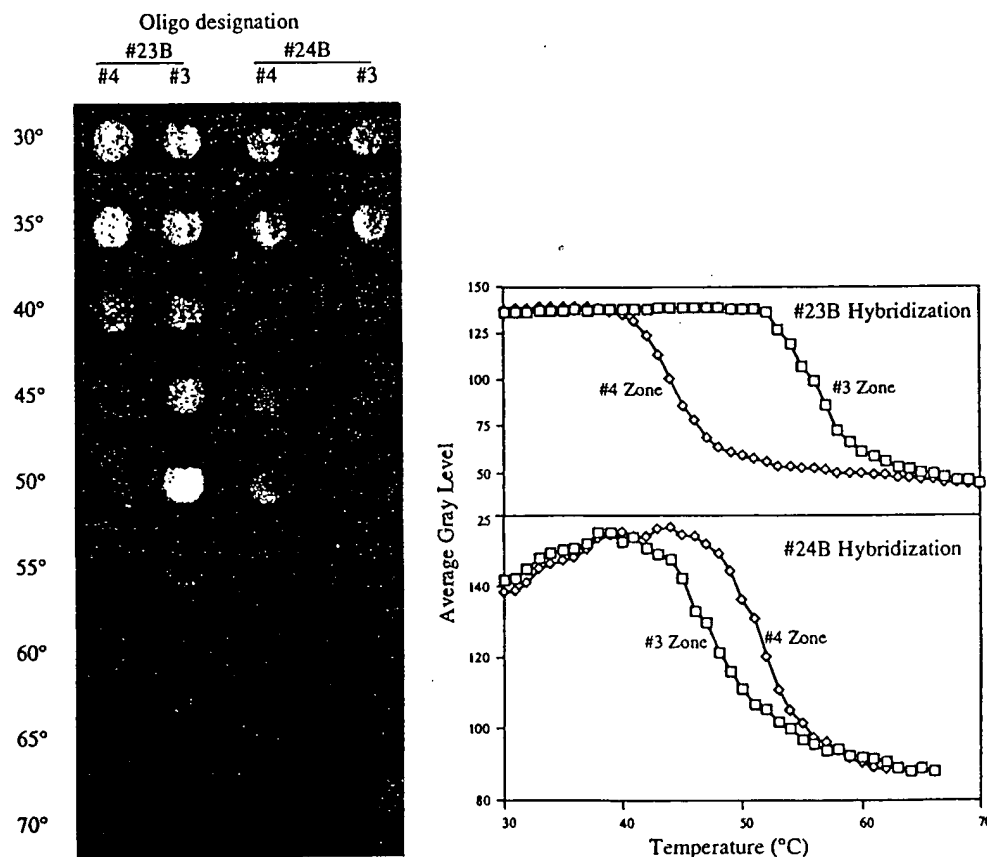 Oligo designation
#23B #24B
#4 #3 #4 #3
30°
35°
40°
45°
50°
55°
60°
65°
70°
Average Gray Level
150
125
100
75
50
25
#23B Hybridization
#4 Zone
#3 Zone
#24B Hybridization
140
120
100
80
#3 Zone
#4 Zone
30 40 50 60 70
Temperature (°C)